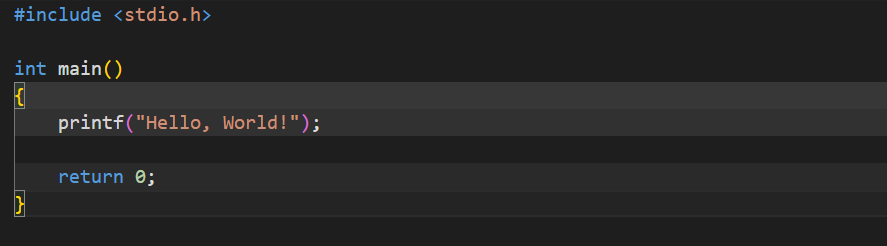 #include <stdio.h>
int main()
{
    printf("Hello, World!");
    return 0;
}